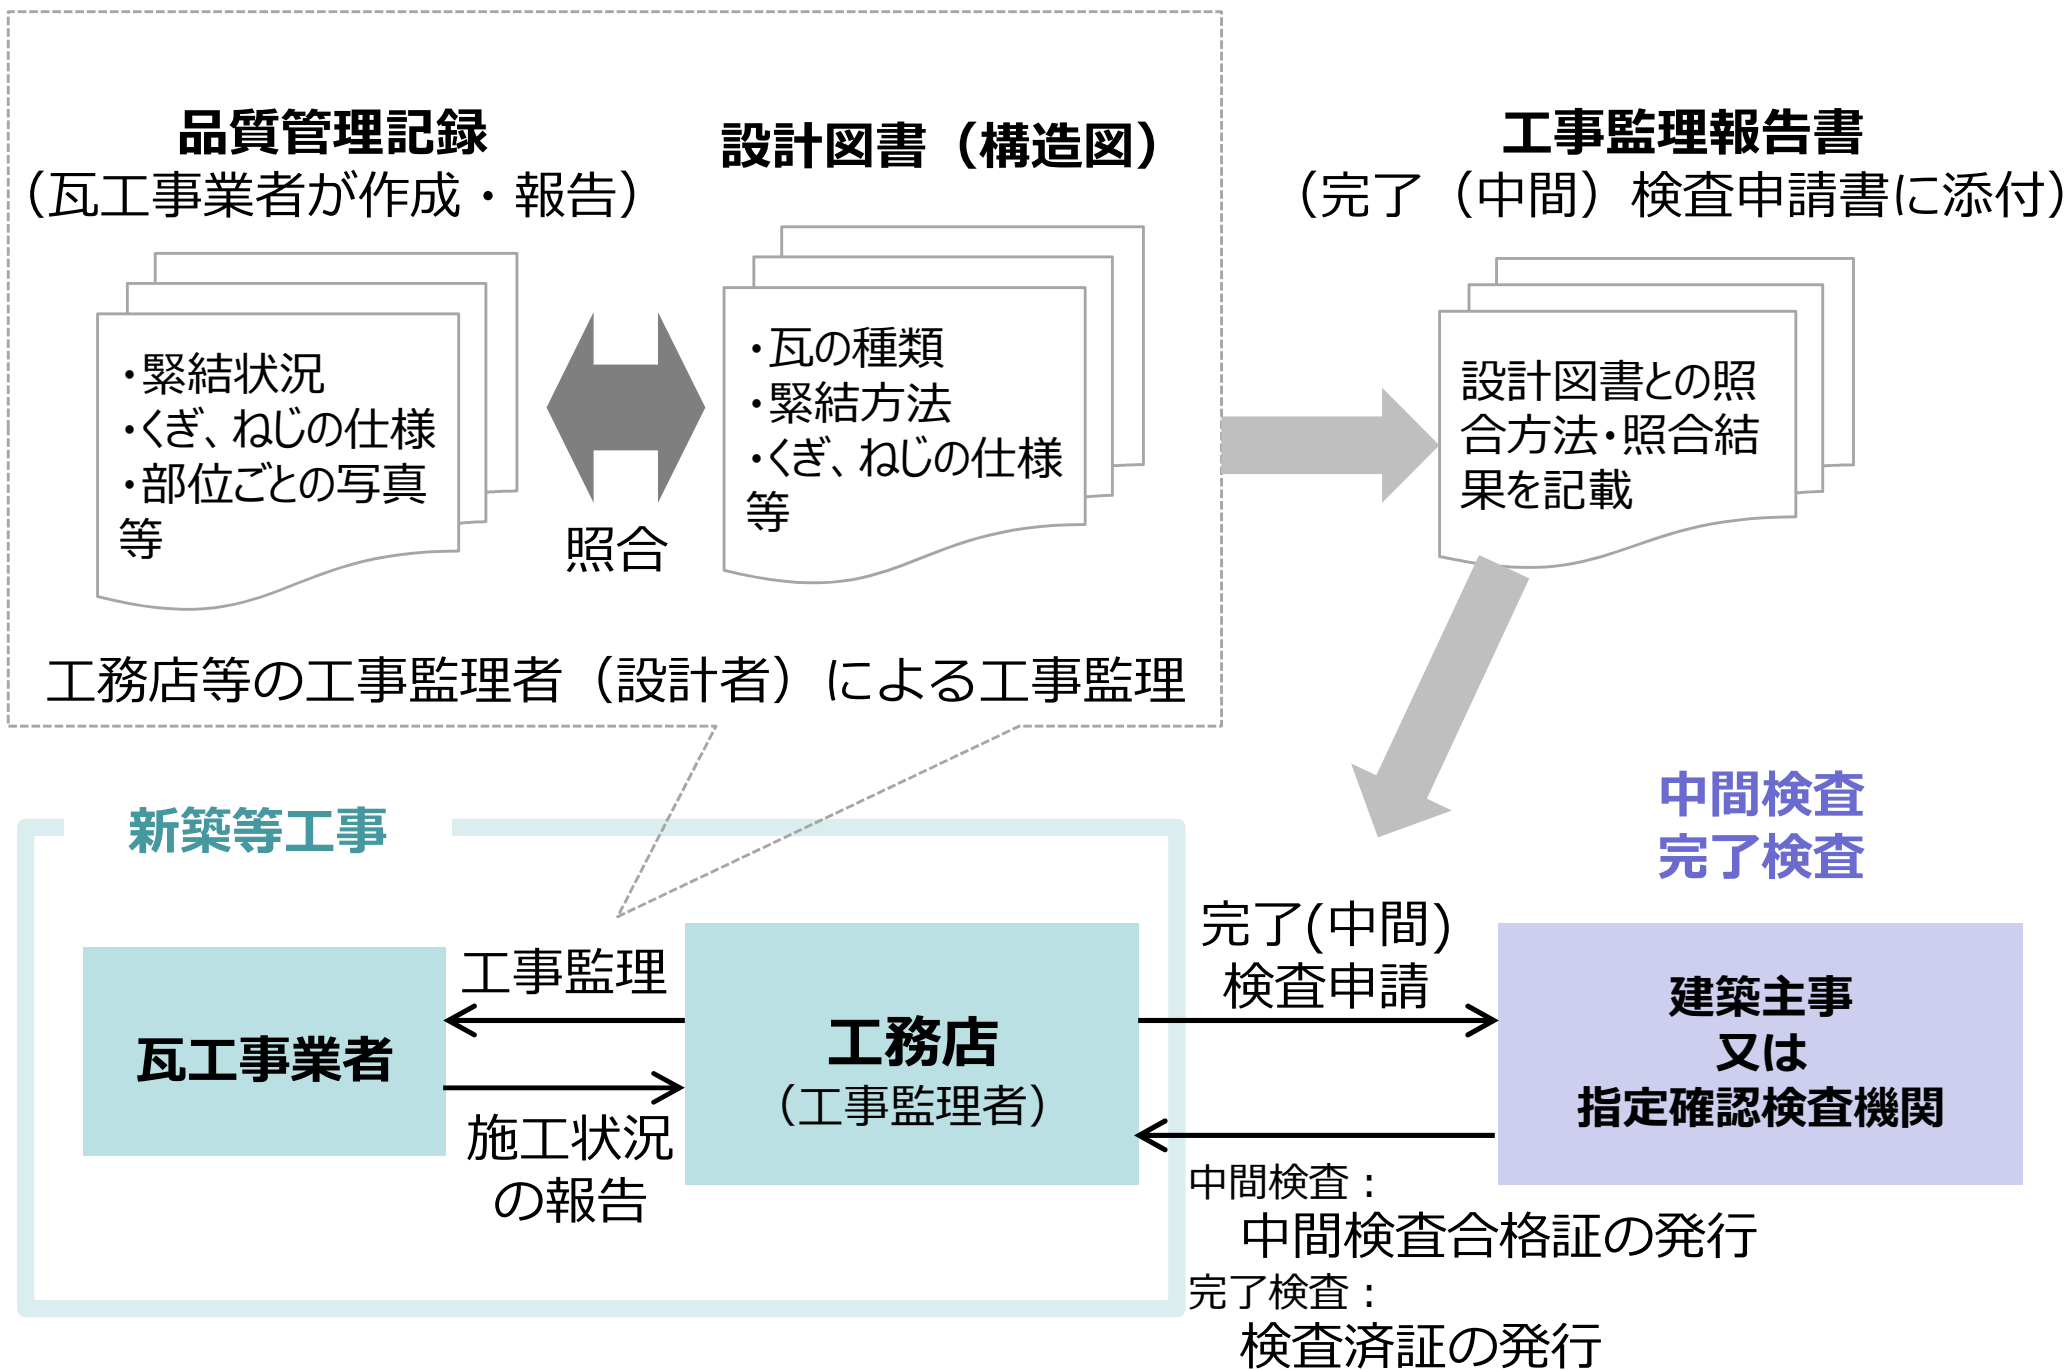 品質管理記録
（瓦工事業者が作成・報告）
・緊結状況
・くぎ、ねじの仕様
・部位ごとの写真
等
照合
設計図書（構造図）
・瓦の種類
・緊結方法
・くぎ、ねじの仕様
等
工務店等の工事監理者（設計者）による工事監理
工事監理報告書
（完了（中間）検査申請書に添付）
設計図書との照
合方法・照合結
果を記載
新築等工事
瓦工事業者
工事監理
施工状況
の報告
工務店
（工事監理者）
完了(中間)
検査申請
中間検査
完了検査
建築主事
又は
指定確認検査機関
中間検査：
中間検査合格証の発行
完了検査：
検査済証の発行